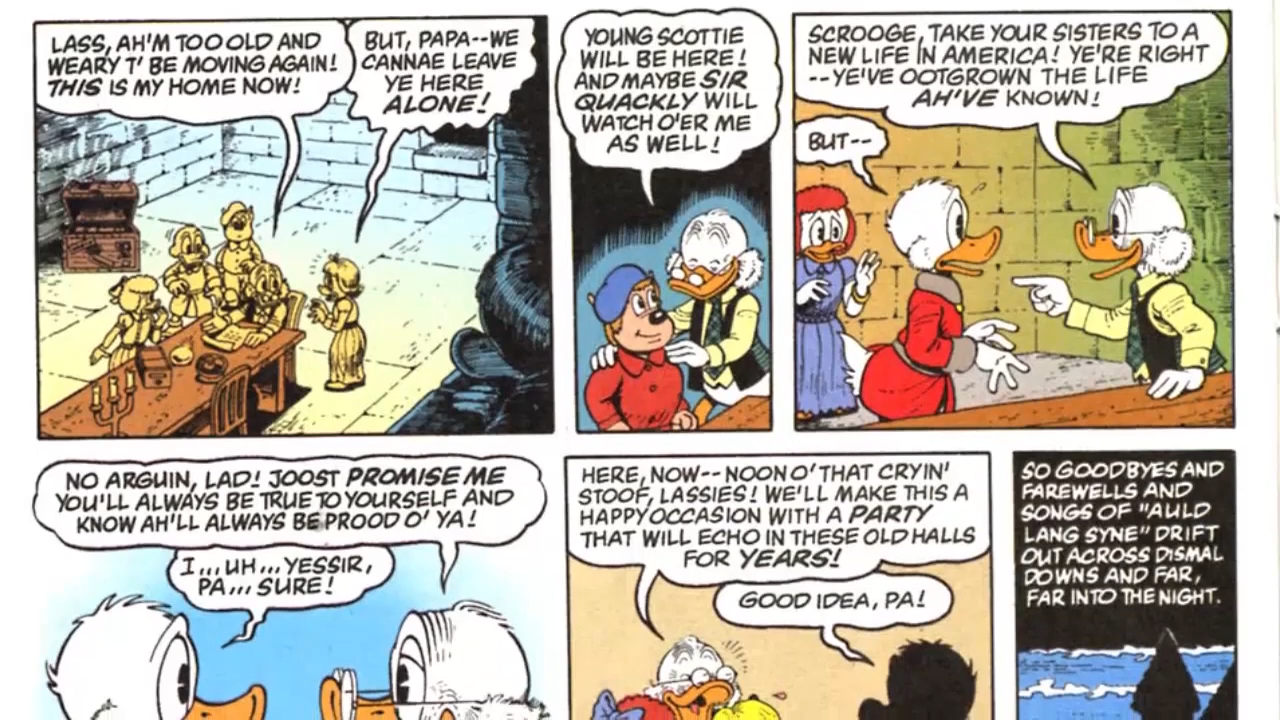 LASS, AH'M TOO OLD AND
WEARY T' BE MOVING AGAIN!
THIS IS MY HOME NOW!
BUT, PAPA--WE
CANNAE LEAVE
YE HERE
ALONE!
YOUNG SCOTTIE
WILL BE HERE!
AND MAYBE SIR
QUACKLY WILL
WATCH O'ER ME
AS WELL!
SCROOGE, TAKE YOUR SISTERS TO A
NEW LIFE IN AMERICA! YE'RE RIGHT
--YE'VE OOTGROWN THE LIFE
AH'VE KNOWN!
BUT--
NO ARGUIN, LAD! JOOST PROMISE ME
YOU'LL ALWAYS BE TRUE TO YOURSELF AND
KNOW AH'LL ALWAYS BE PROOD O' YA!
I...UH...YESSIR,
PA... SURE!
HERE, NOW--NOON O' THAT CRYIN'
STOOF, LASSIES! WE'LL MAKE THIS A
HAPPY OCCASION WITH A PARTY
THAT WILL ECHO IN THESE OLD HALLS
FOR YEARS!
GOOD IDEA, PA!
SO GOODBYES AND
FAREWELLS AND
SONGS OF "AULD
LANG SYNE" DRIFT
OUT ACROSS DISMAL
DOWNS AND FAR,
FAR INTO THE NIGHT.